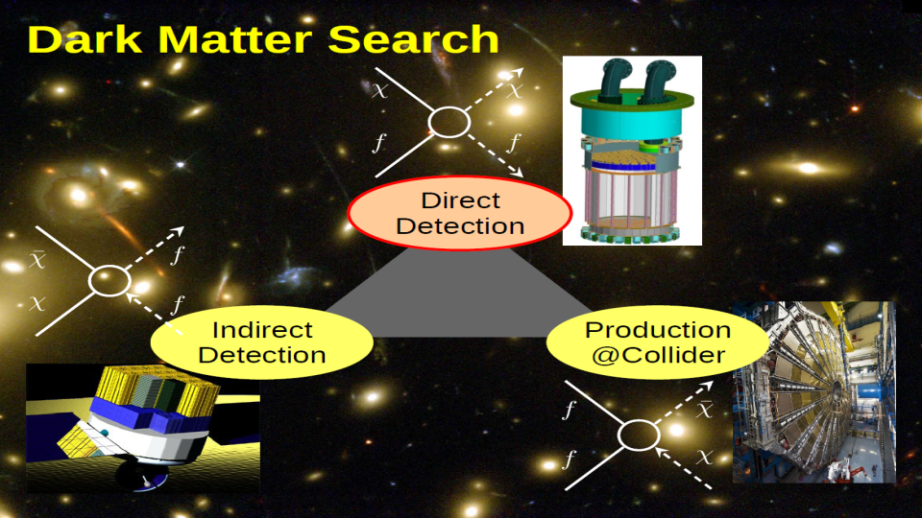 Dark Matter Search
χ χ
f f
Direct
Detection
χ̄ f
χ f
Indirect
Detection
Production
@Collider
f χ̄
f χ